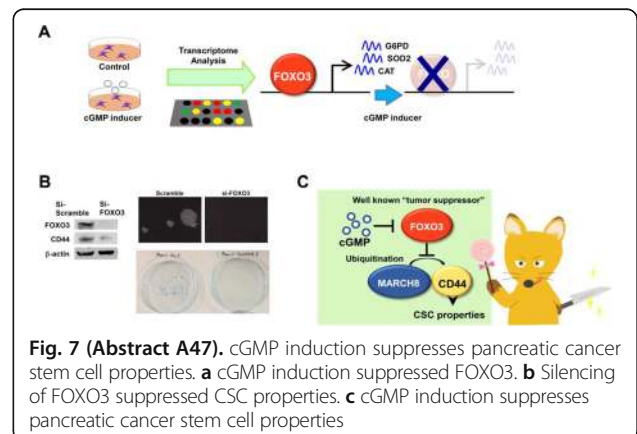 A
Control
cGMP inducer
Transcriptome
Analysis
FOXO3
G6PD
SOD2
CAT
cGMP inducer
B
Si-
Scramble
Si-
FOXO3
FOXO3
CD44
β-actin
Scramble
si-FOXO3
C
Well known "tumor suppressor"
cGMP
FOXO3
Ubiquitination
MARCH8
CD44
CSC properties
Fig. 7 (Abstract A47). cGMP induction suppresses pancreatic cancer
stem cell properties. a cGMP induction suppressed FOXO3. b Silencing
of FOXO3 suppressed CSC properties. c cGMP induction suppresses
pancreatic cancer stem cell properties